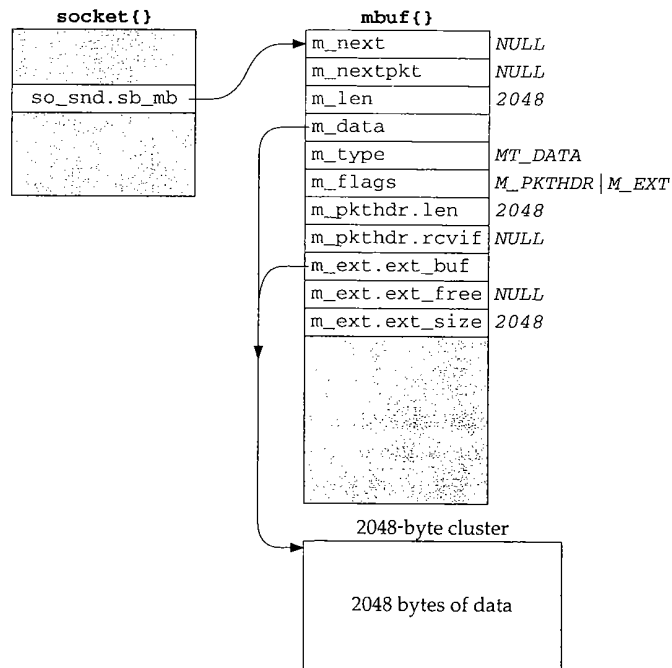 socket{}
so_snd.sb_mb
mbuf{}
m_next NULL
m_nextpkt NULL
m_len 2048
m_data
m_type MT_DATA
m_flags M_PKTHDR|M_EXT
m_pkthdr.len 2048
m_pkthdr.rcvif NULL
m_ext.ext_buf
m_ext.ext_free NULL
m_ext.ext_size 2048
2048-byte cluster
2048 bytes of data